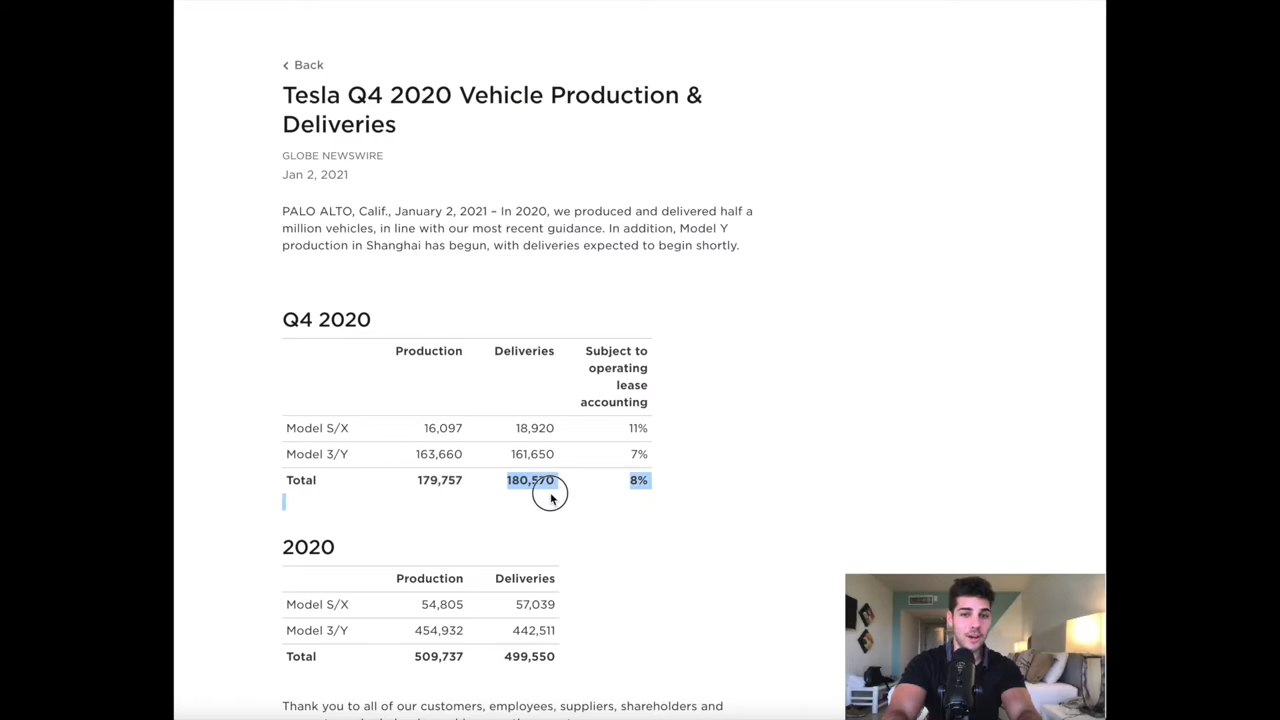 Back
Tesla Q4 2020 Vehicle Production &
Deliveries
GLOBE NEWSWIRE
Jan 2, 2021
PALO ALTO, Calif., January 2, 2021 – In 2020, we produced and delivered half a
million vehicles, in line with our most recent guidance. In addition, Model Y
production in Shanghai has begun, with deliveries expected to begin shortly.
Q4 2020
Production Deliveries Subject to
operating
lease
accounting
Model S/X 16,097 18,920 11%
Model 3/Y 163,660 161,650 7%
Total 179,757 180,570 8%
2020
Production Deliveries
Model S/X 54,805 57,039
Model 3/Y 454,932 442,511
Total 509,737 499,550
Thank you to all of our customers, employees, suppliers, shareholders and